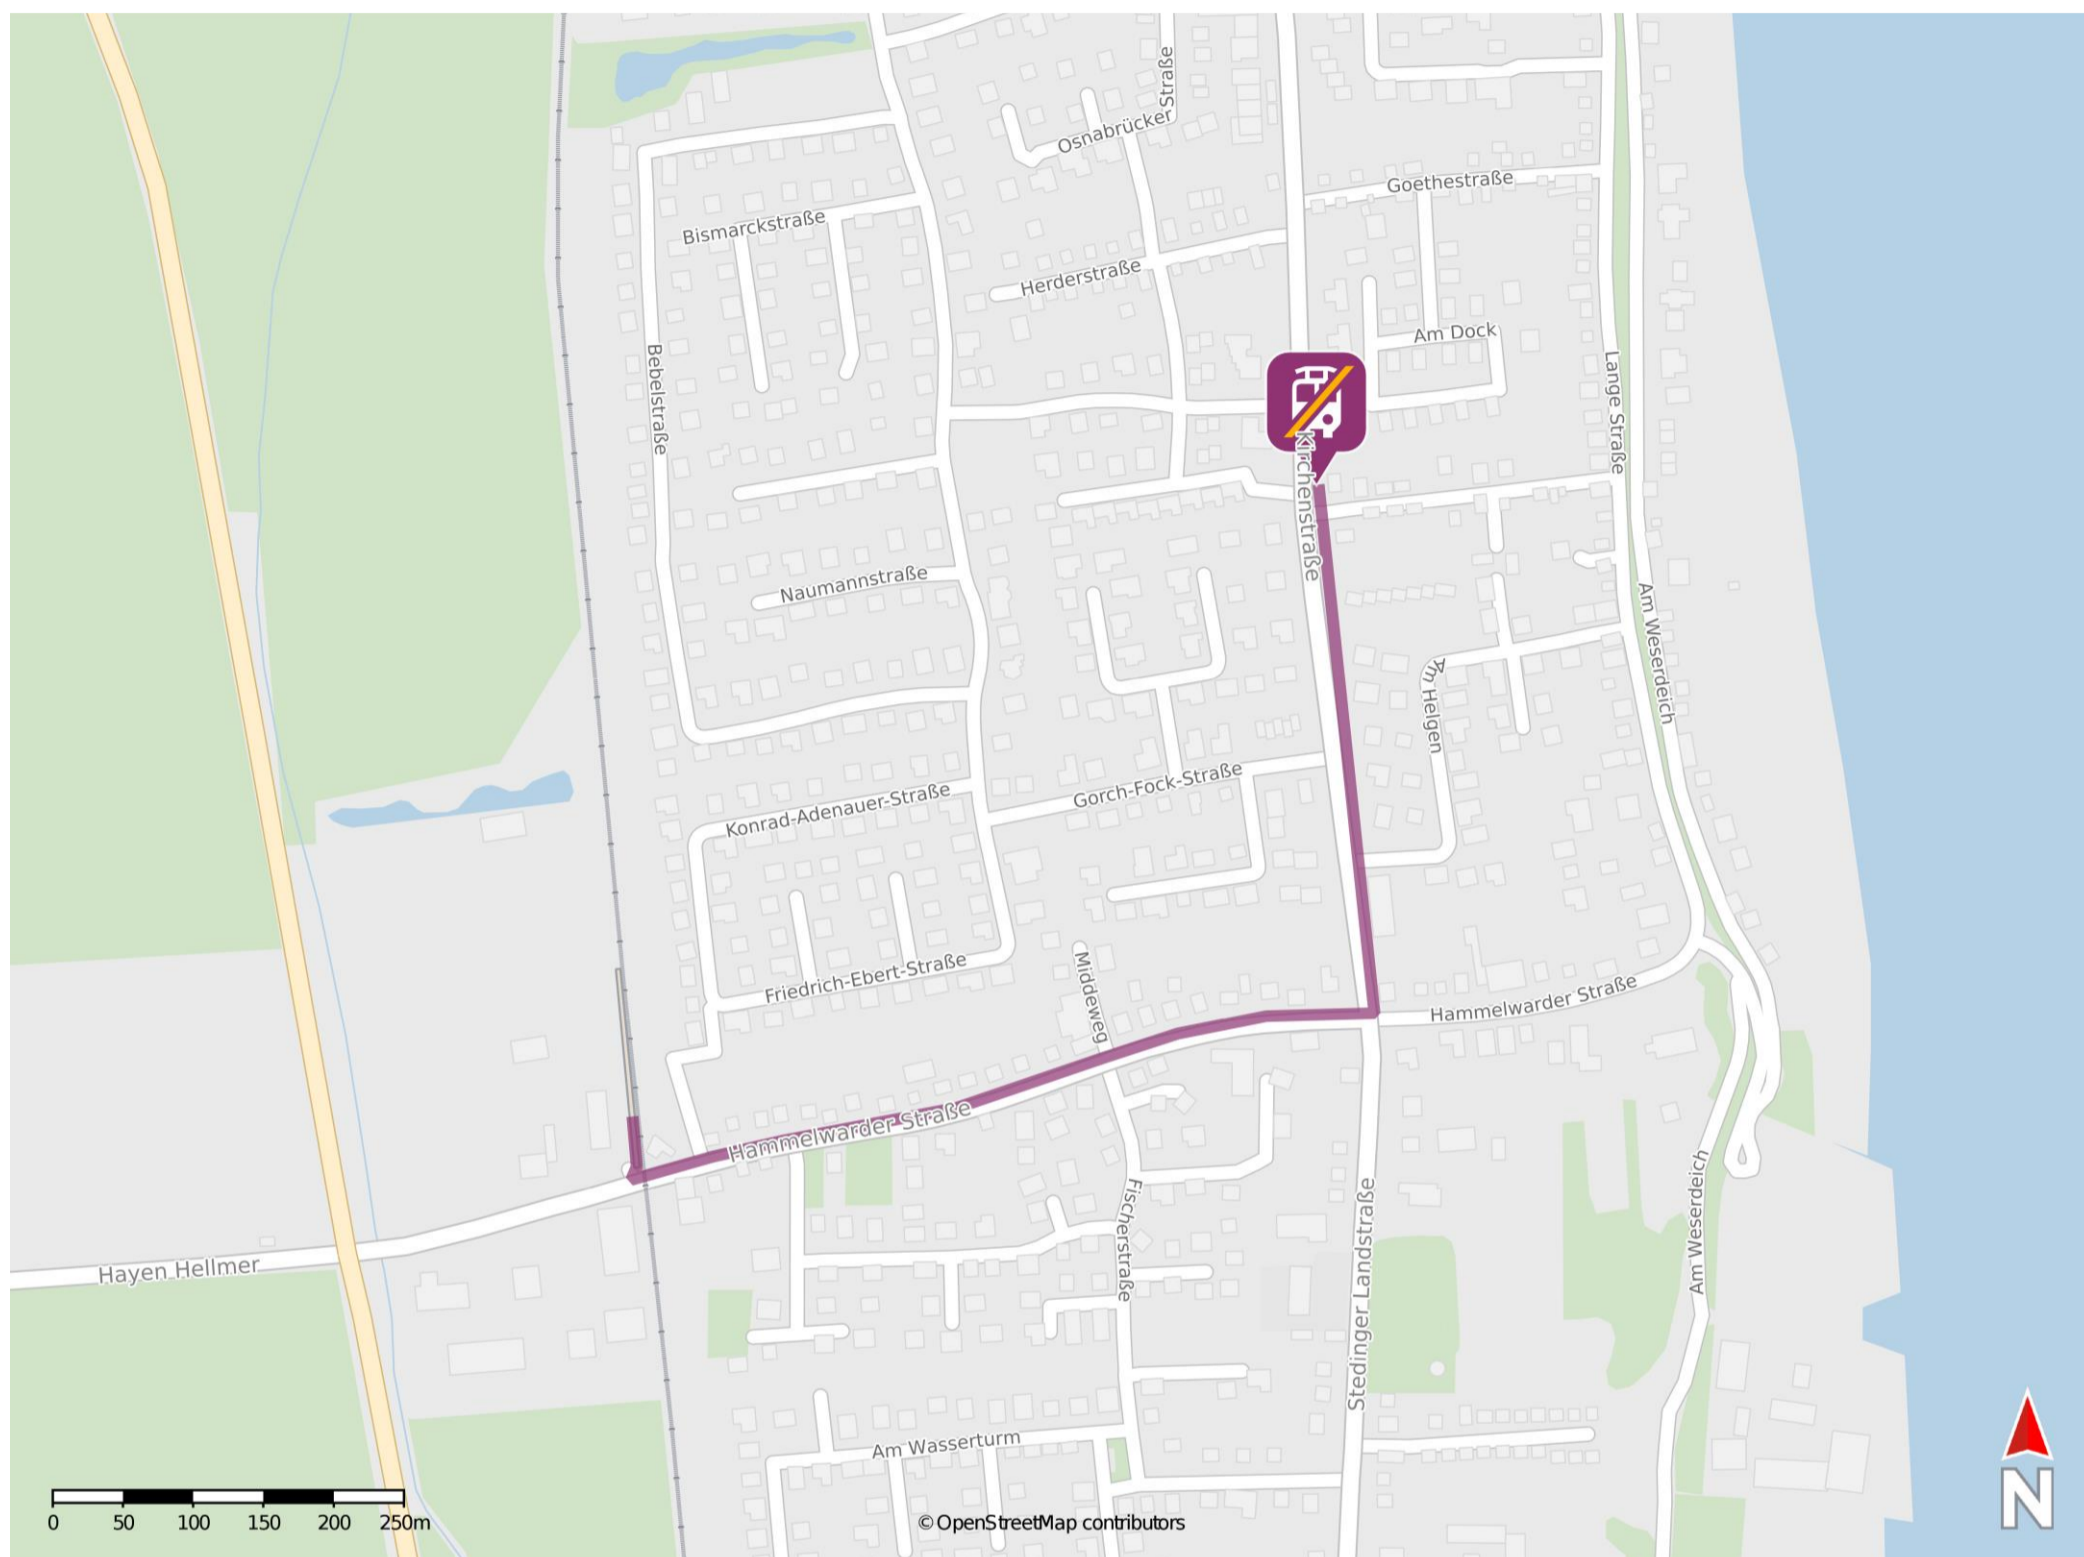 Straße
Osnabrücker
Goethestraße
Bismarckstraße
Herderstraße
Am Dock
Bebelstraße
Lange Straße
Kirchenstraße
Naumannstraße
Am Weserdeich
Am Helgen
Gorch-Fock-Straße
Konrad-Adenauer-Straße
Friedrich-Ebert-Straße
Middeweg
Hammelwarder Straße
Hammelwarder Straße
Fischerstraße
Stedinger Landstraße
Am Weserdeich
Hayen Hellmer
Am Wasserturm
0 50 100 150 200 250m
© OpenStreetMap contributors
N